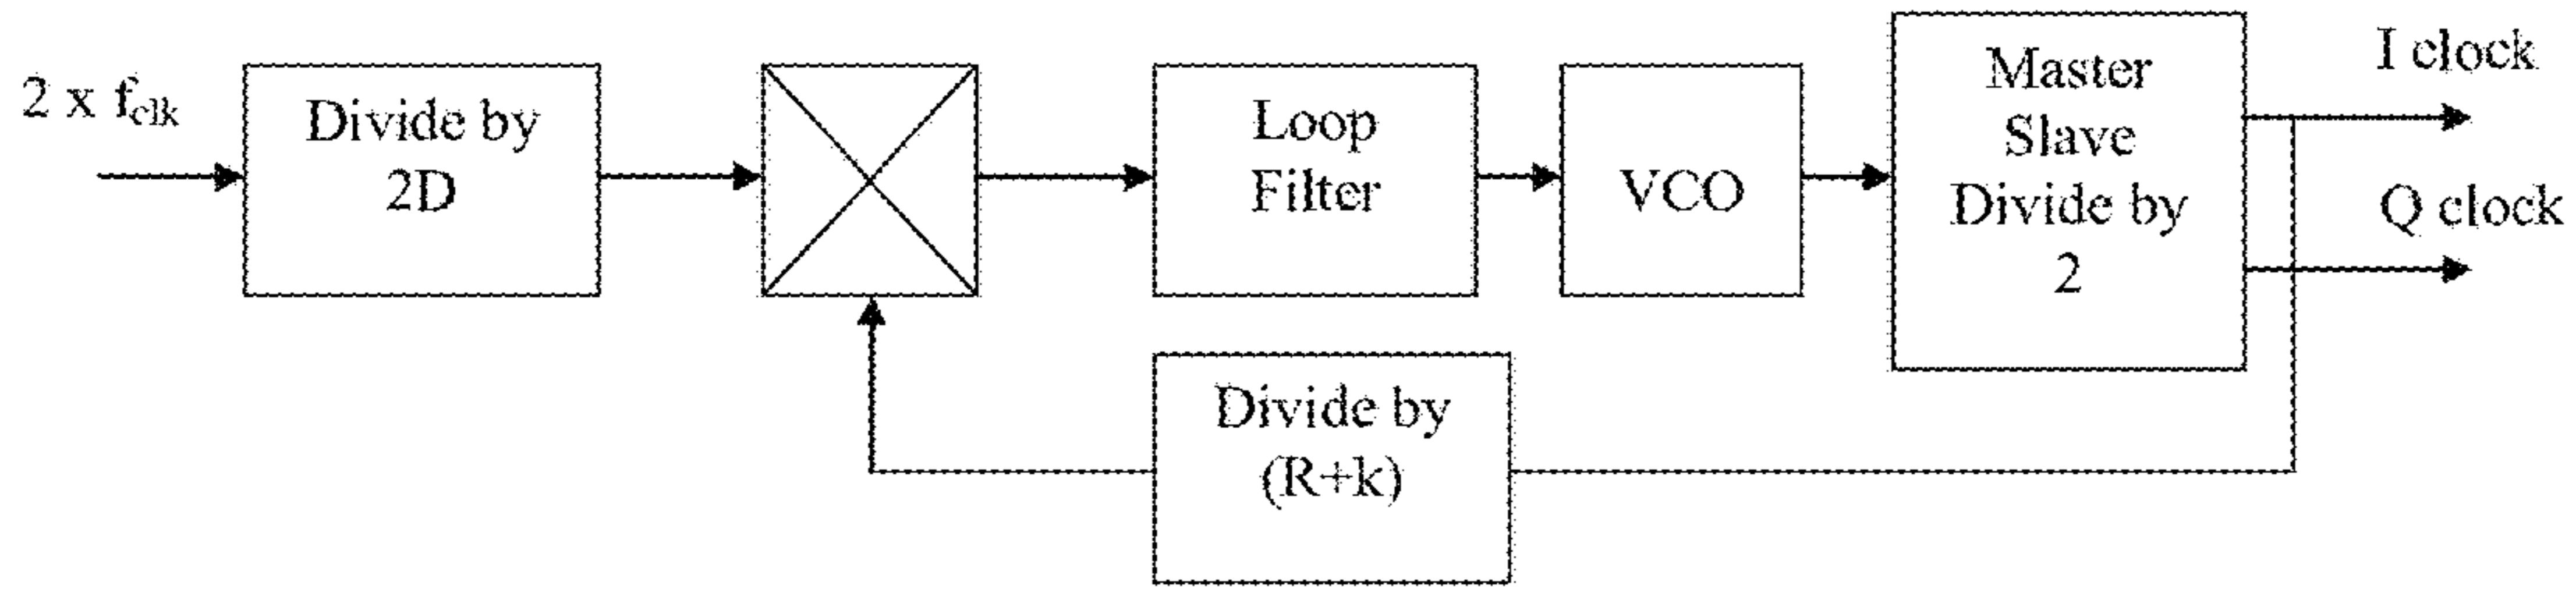 2 x fclk
Divide by
2D
Loop
Filter
VCO
Master
Slave
Divide by
2
I clock
Q clock
Divide by
(R+k)